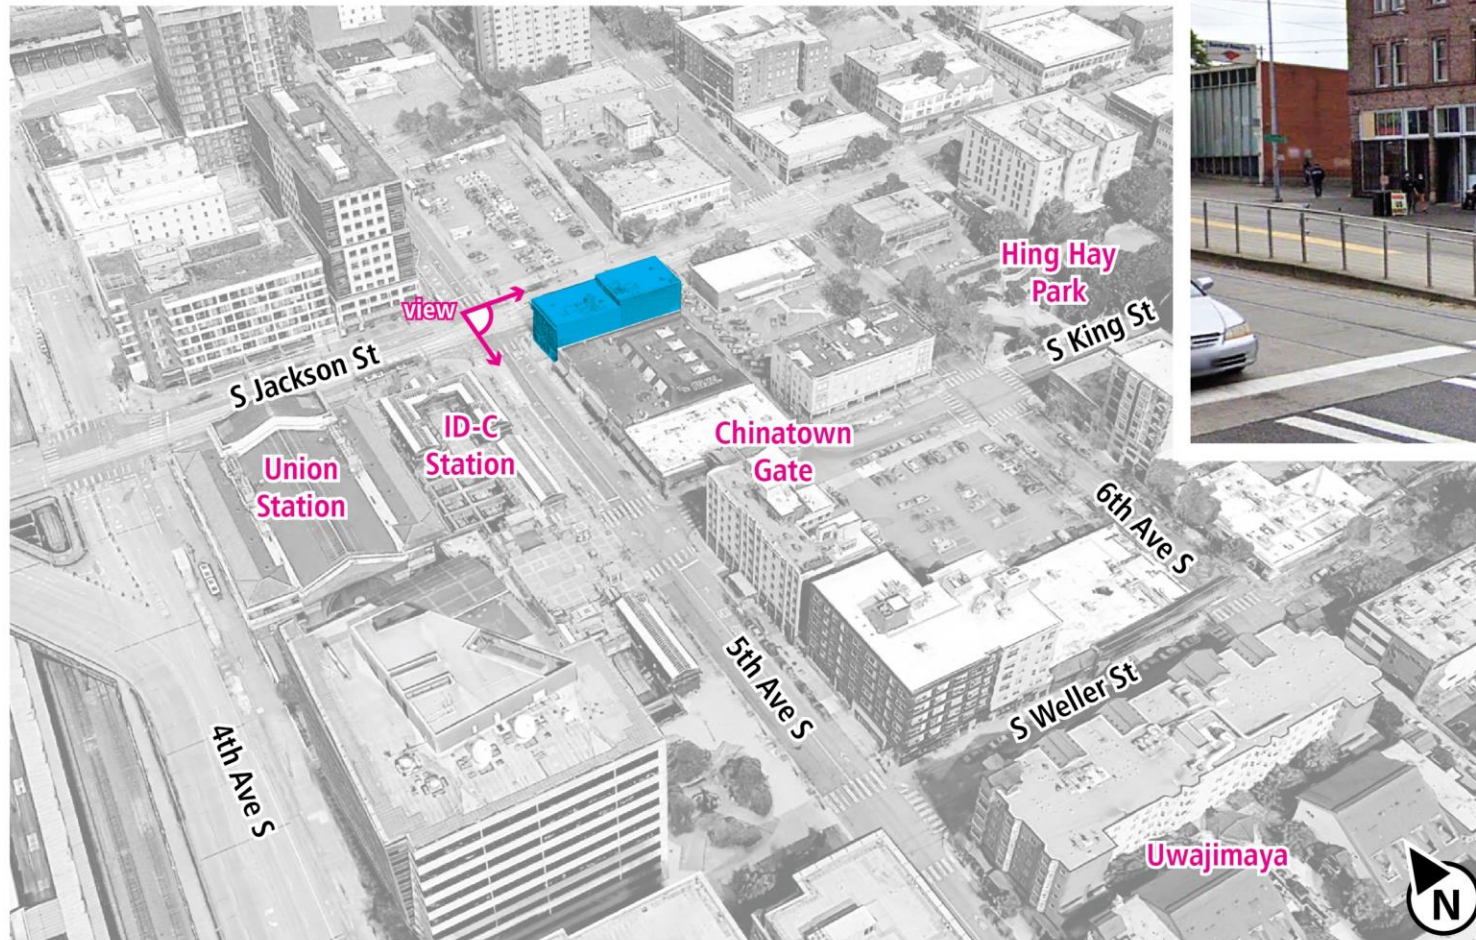 view
S Jackson St
ID-C
Station
Union
Station
Chinatown
Gate
Hing Hay
Park
S King St
6th Ave S
5th Ave S
4th Ave S
S Weller St
Uwajimaya
N